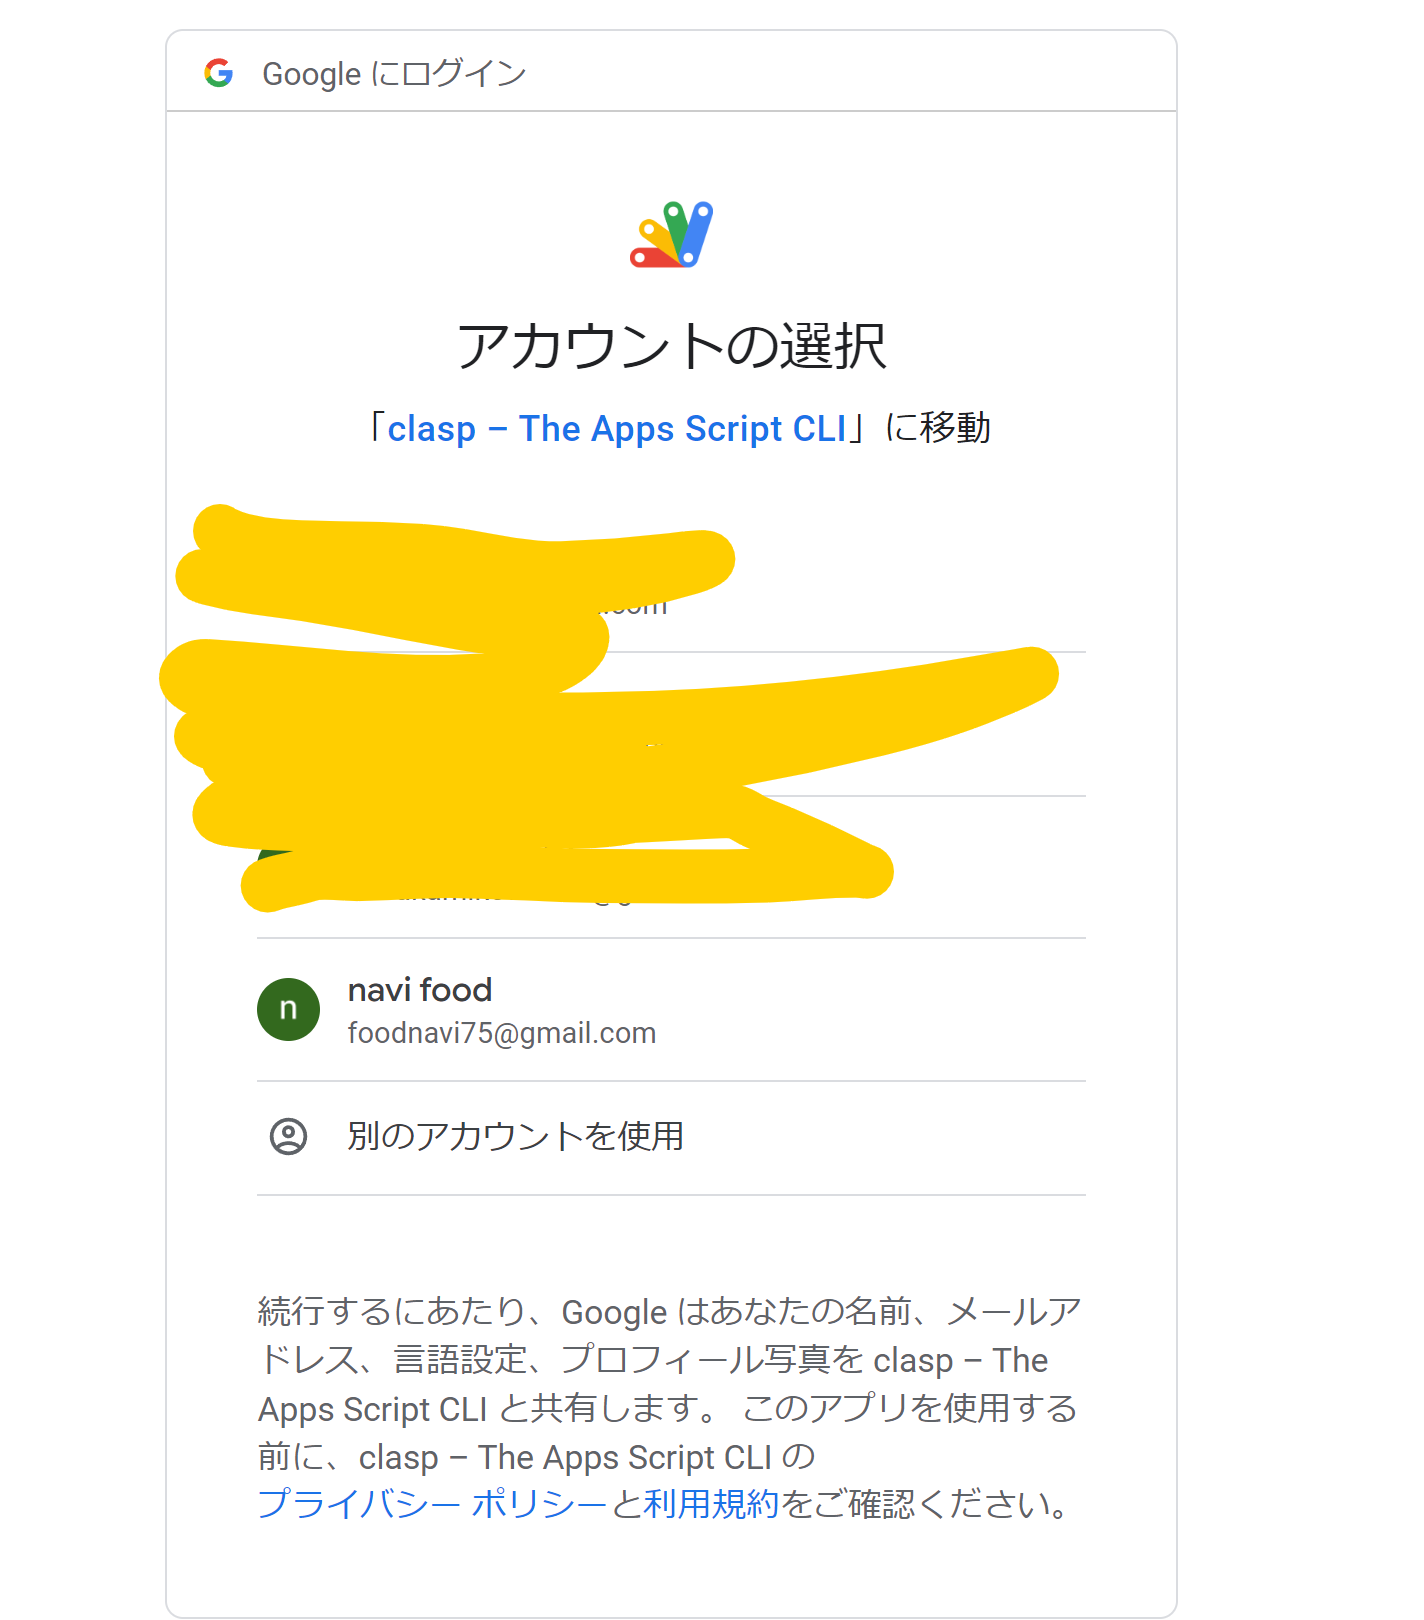 Google にログイン
アカウントの選択
「clasp – The Apps Script CLI」に移動
n
navi food
foodnavi75@gmail.com
別のアカウントを使用
続行するにあたり、Google はあなたの名前、メールア
ドレス、言語設定、プロフィール写真を clasp – The
Apps Script CLI と共有します。 このアプリを使用する
前に、clasp – The Apps Script CLI の
プライバシー ポリシーと利用規約をご確認ください。